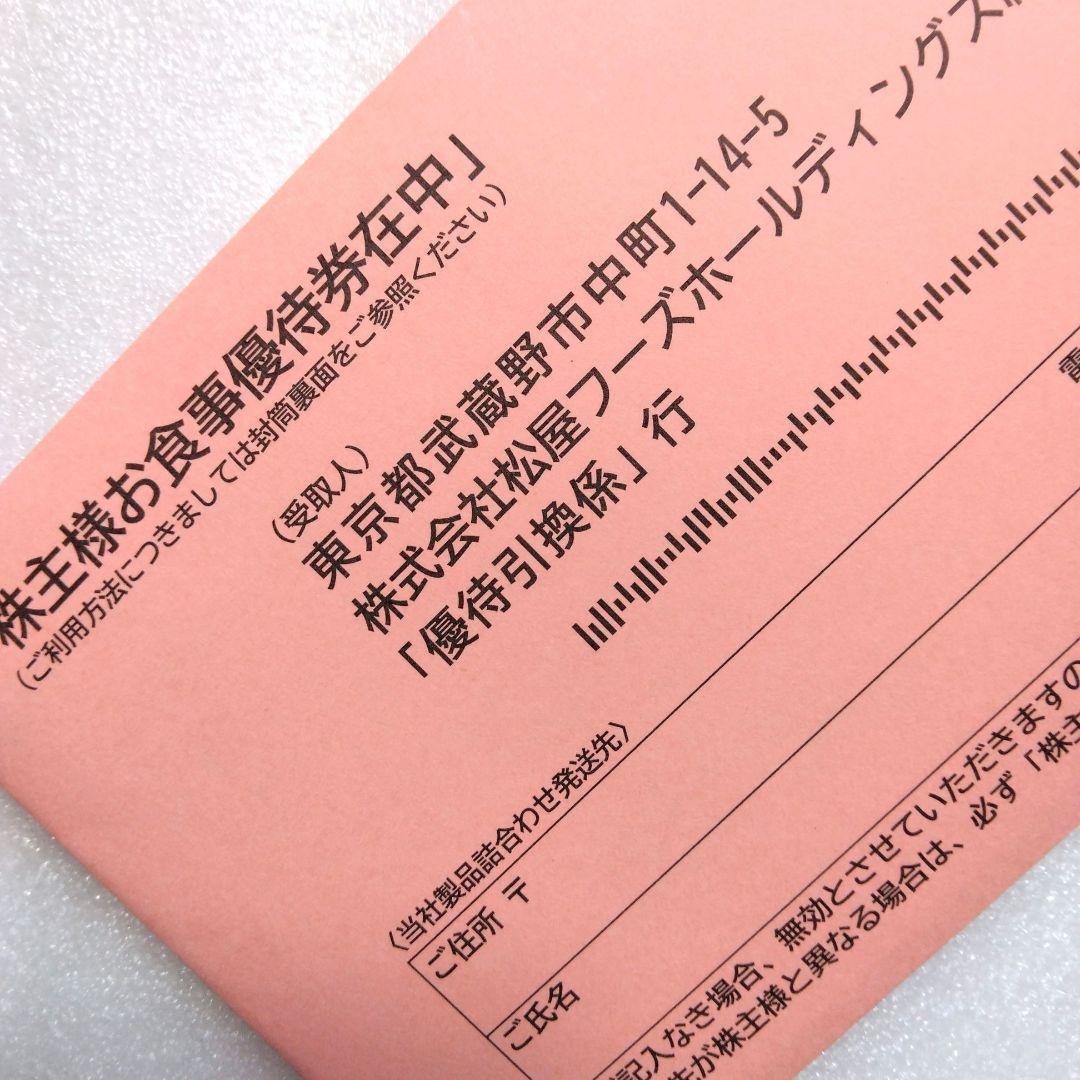 株主様お食事優待券在中」
(ご利用方法につきましては封筒裏面をご参照ください)
(受取人)
東京都武蔵野市中町1-14-5
株式会社松屋フーズホールディングス
「優待引換係」行
〈当社製品詰合わせ発送先〉
ご住所 〒
電
ご氏名
記入なき場合、無効とさせていただきますの
先が株主様と異なる場合は、必ず「株主